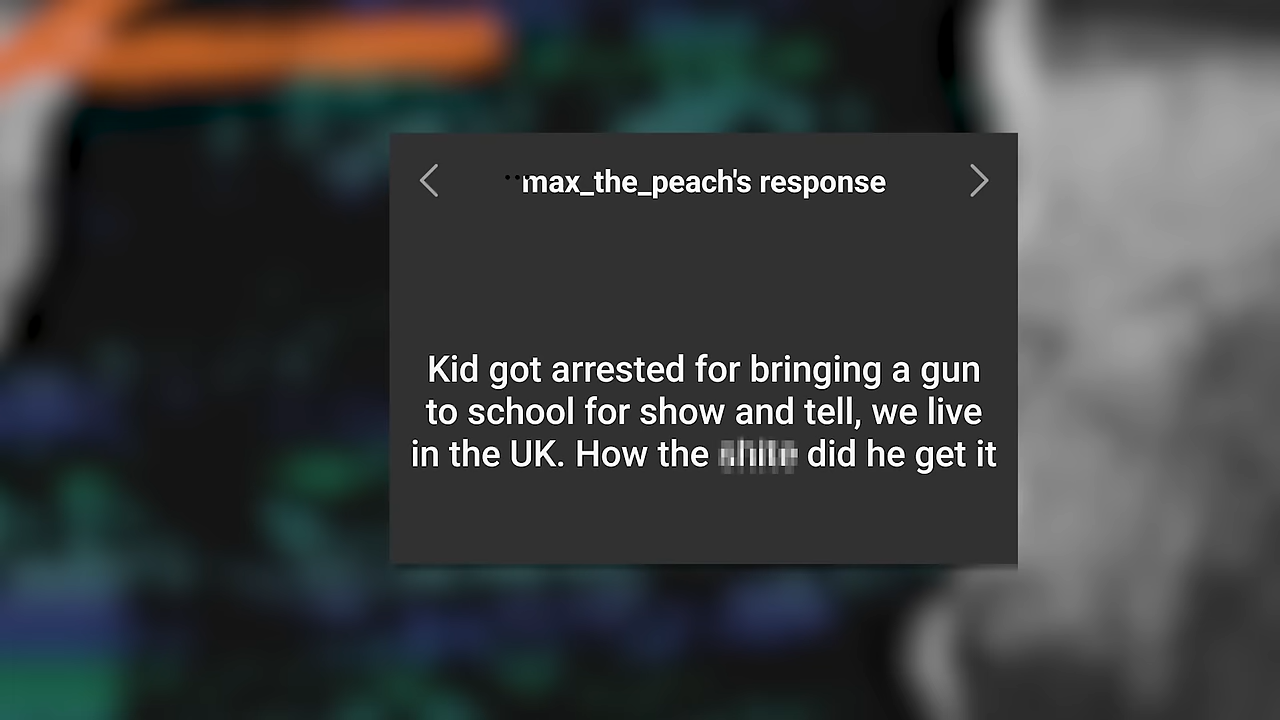 max_the_peach's response
Kid got arrested for bringing a gun
to school for show and tell, we live
in the UK. How the did he get it